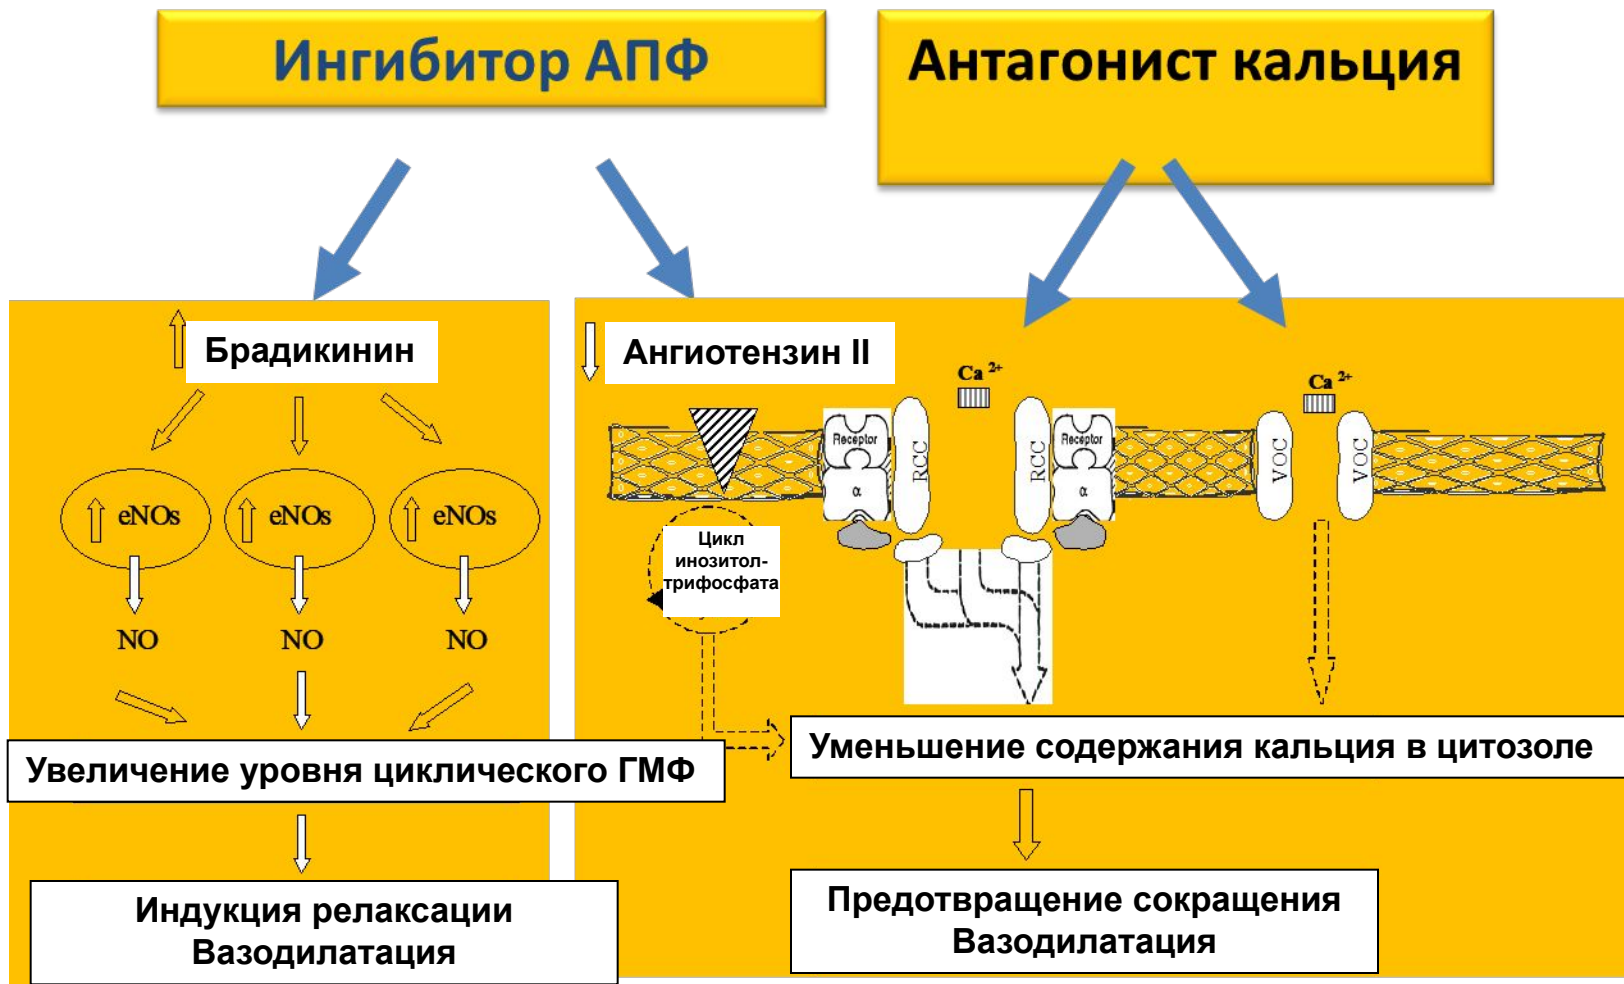 Ингибитор АПФ
Антагонист кальция
Брадикинин
Ангиотензин II
Ca 2+
Ca 2+
Receptor
α
RCC
RCC
Receptor
α
VOC
VOC
eNOs
eNOs
eNOs
Цикл
инозитол-
трифосфата
NO
NO
NO
Увеличение уровня циклического ГМФ
Уменьшение содержания кальция в цитозоле
Индукция релаксации
Вазодилатация
Предотвращение сокращения
Вазодилатация